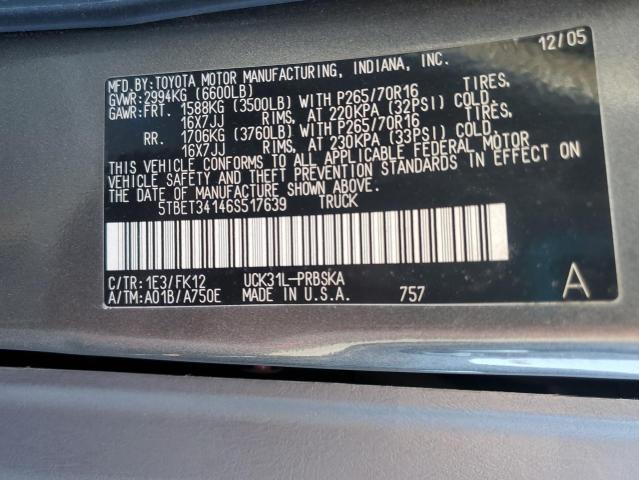 12/05
MFD.BY:TOYOTA MOTOR MANUFACTURING, INDIANA, INC.
GVWR:2994KG (6600LB)
GAWR:FRT. 1588KG (3500LB) WITH P265/70R16 TIRES,
16X7JJ RIMS, AT 220KPA (32PSI) COLD.
RR. 1706KG (3760LB) WITH P265/70R16 TIRES,
16X7JJ RIMS, AT 230KPA (33PSI) COLD.
THIS VEHICLE CONFORMS TO ALL APPLICABLE FEDERAL MOTOR
VEHICLE SAFETY AND THEFT PREVENTION STANDARDS IN EFFECT ON
THE DATE OF MANUFACTURE SHOWN ABOVE.
5TBET34146S517639 TRUCK
C/TR:1E3/FK12 UCK31L-PRBSKA
A/TM:A01B/A750E MADE IN U.S.A. 757 A